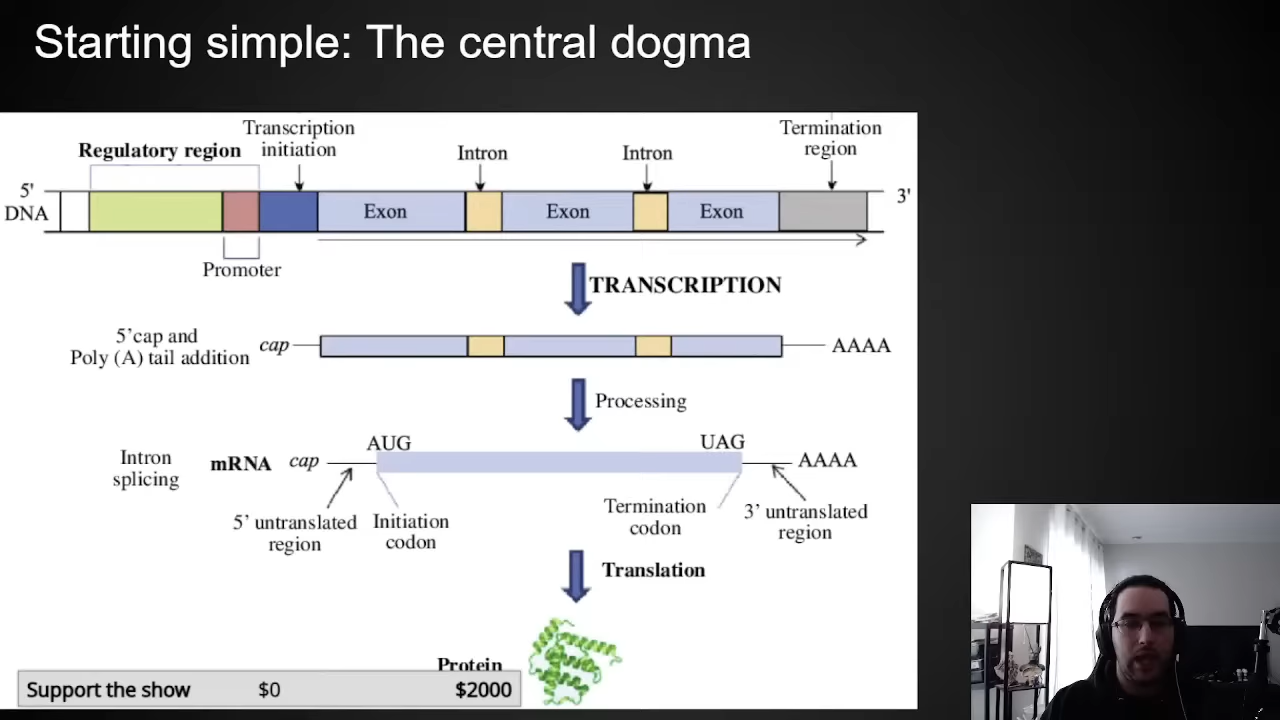 Starting simple: The central dogma
Transcription
initiation
Regulatory region
Intron
Intron
Termination
region
5'
DNA
Exon
Exon
Exon
3'
Promoter
TRANSCRIPTION
5'cap and
Poly (A) tail addition
cap
AAAA
Processing
AUG
UAG
Intron
splicing
mRNA
cap
AAAA
5' untranslated
region
Initiation
codon
Termination
codon
3' untranslated
region
Translation
Protein
Support the show $0 $2000